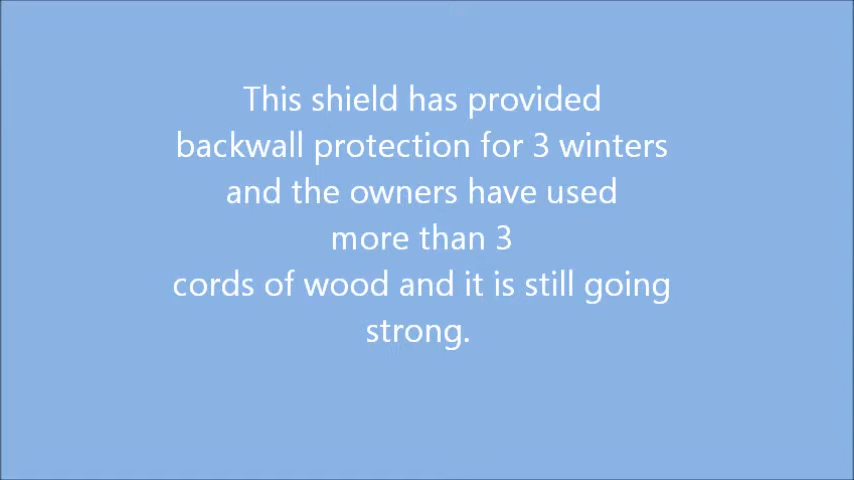 This shield has provided
backwall protection for 3 winters
and the owners have used
more than 3
cords of wood and it is still going
strong.